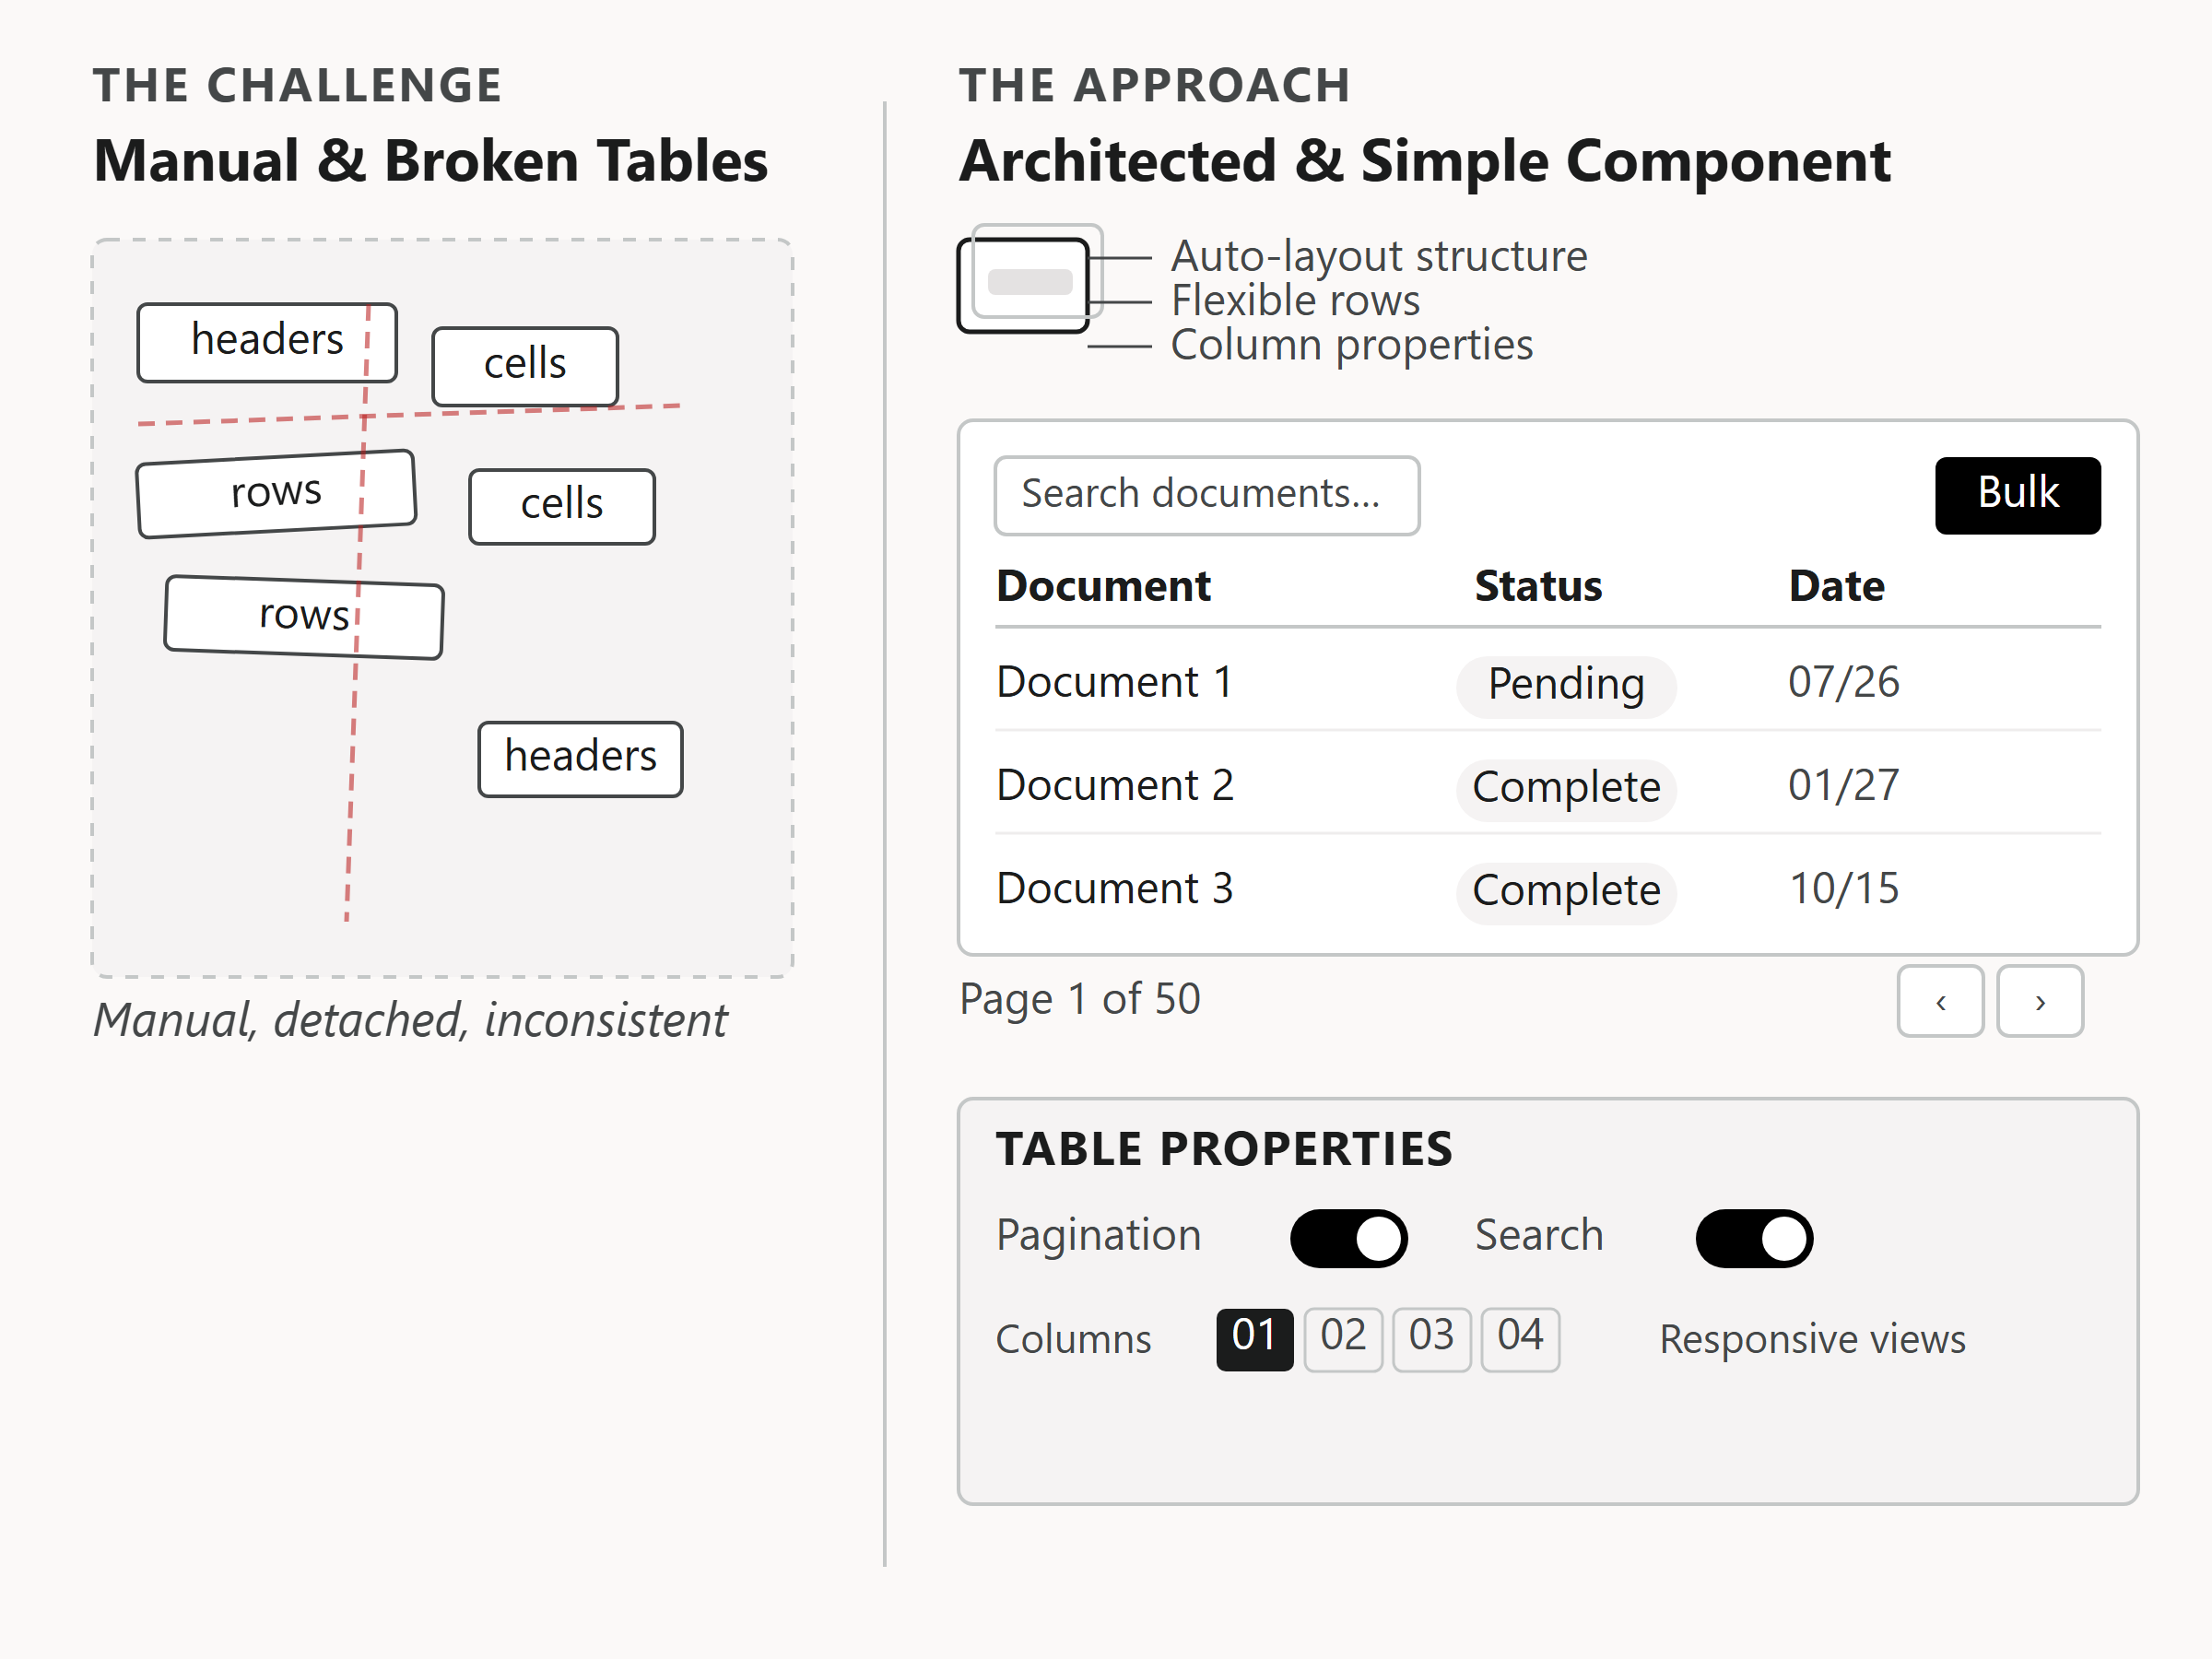 THE CHALLENGE
Manual & Broken Tables
headers
cells
rows
cells
rows
headers
Manual, detached, inconsistent
THE APPROACH
Architected & Simple Component
Auto-layout structure
Flexible rows
Column properties
Search documents...
Bulk
Document Status Date
Document 1 Pending 07/26
Document 2 Complete 01/27
Document 3 Complete 10/15
Page 1 of 50 ‹ ›
TABLE PROPERTIES
Pagination Search
Columns 01 02 03 04 Responsive views